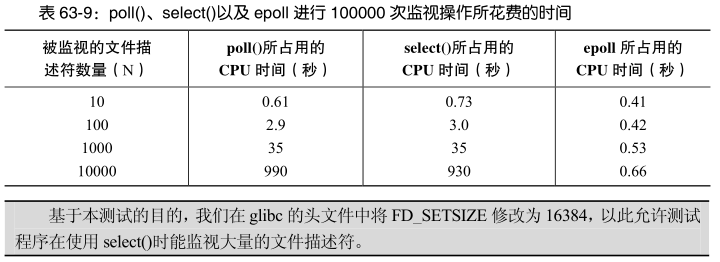 表 63-9：poll()、select()以及 epoll 进行 100000 次监视操作所花费的时间
被监视的文件描述符数量（N） poll()所占用的 CPU 时间（秒） select()所占用的 CPU 时间（秒） epoll 所占用的 CPU 时间（秒）
10 0.61 0.73 0.41
100 2.9 3.0 0.42
1000 35 35 0.53
10000 990 930 0.66
基于本测试的目的，我们在 glibc 的头文件中将 FD_SETSIZE 修改为 16384，以此允许测试
程序在使用 select()时能监视大量的文件描述符。